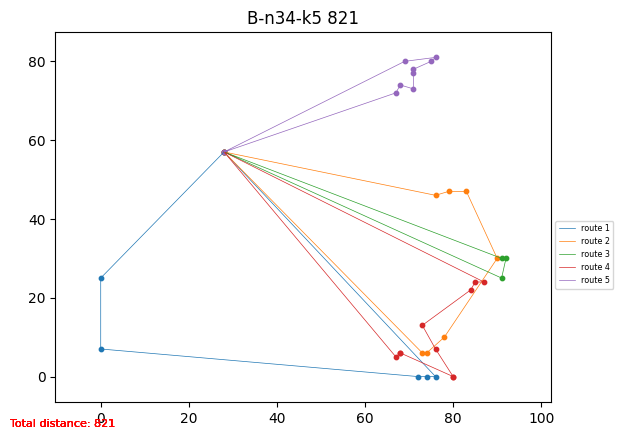 B-n34-k5 821
80
60
40
20
0
0 20 40 60 80 100
route 1
route 2
route 3
route 4
route 5
Total distance: 821